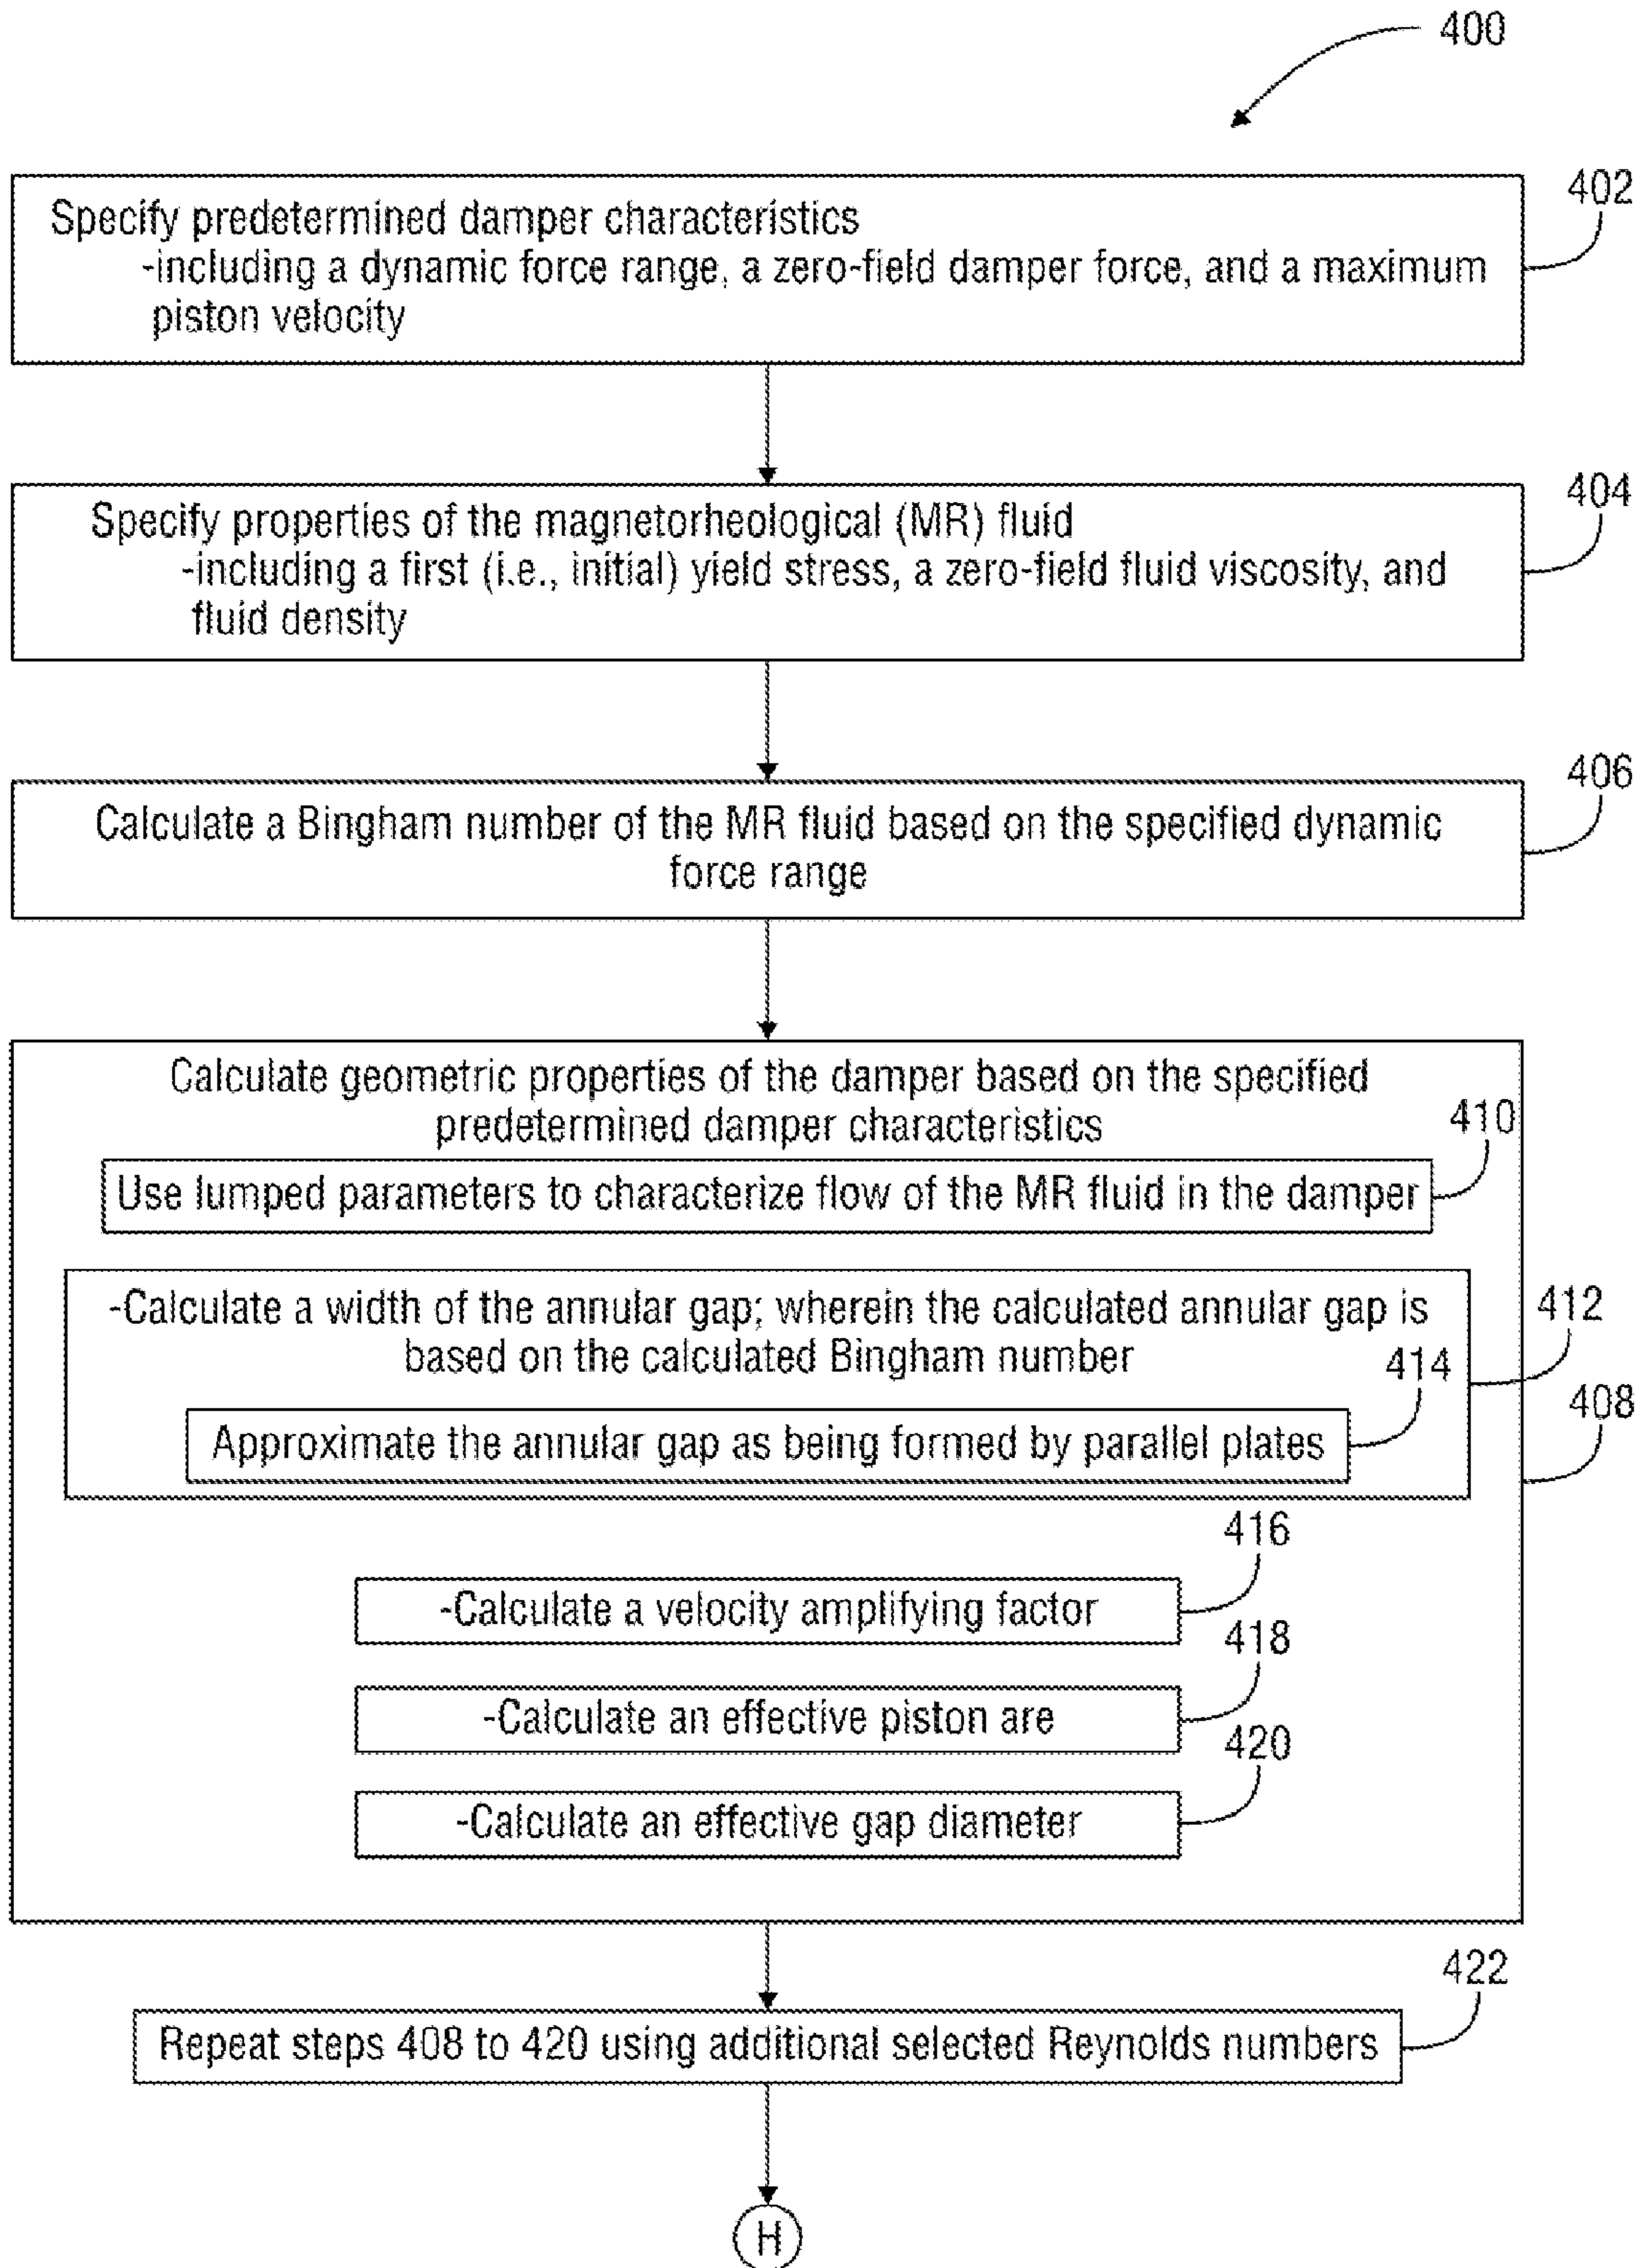 400
402
Specify predetermined damper characteristics
-including a dynamic force range, a zero-field damper force, and a maximum
piston velocity
404
Specify properties of the magnetorheological (MR) fluid
-including a first (i.e., initial) yield stress, a zero-field fluid viscosity, and
fluid density
406
Calculate a Bingham number of the MR fluid based on the specified dynamic
force range
Calculate geometric properties of the damper based on the specified
predetermined damper characteristics
410
Use lumped parameters to characterize flow of the MR fluid in the damper
-Calculate a width of the annular gap; wherein the calculated annular gap is
412
based on the calculated Bingham number
414
408
Approximate the annular gap as being formed by parallel plates
416
-Calculate a velocity amplifying factor
418
-Calculate an effective piston are
420
-Calculate an effective gap diameter
422
Repeat steps 408 to 420 using additional selected Reynolds numbers
H